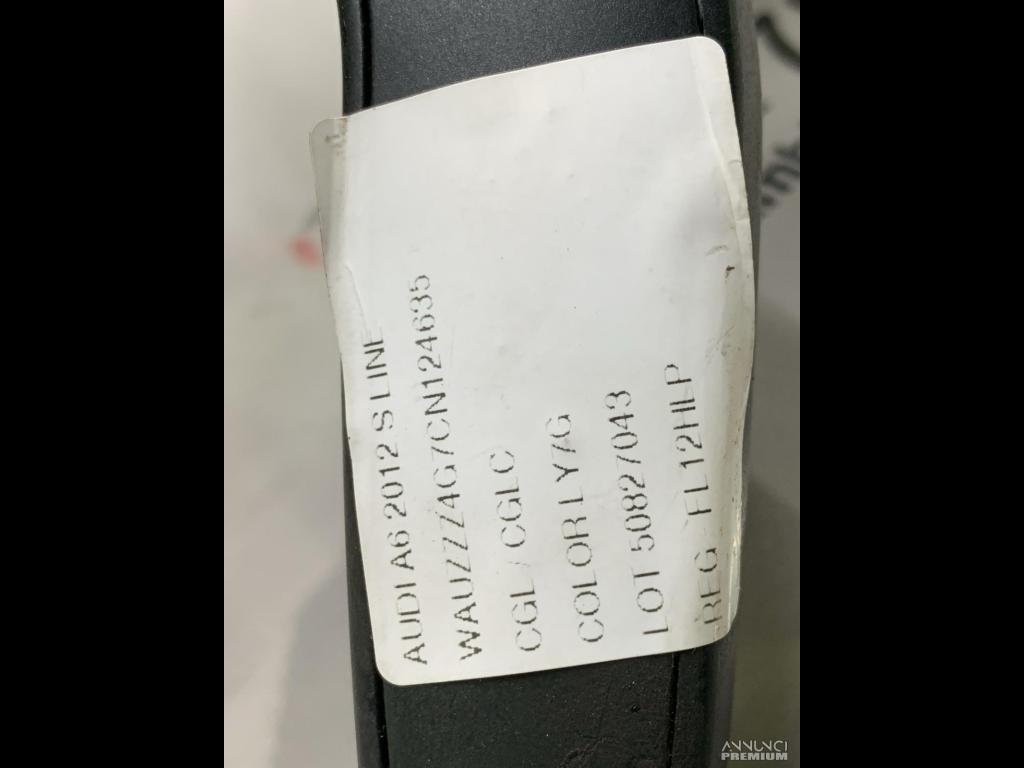 AUDI A6 2012 S LINE
WAUZZZ4G7CN124635
CGL / CGLC
COLOR LY7G
LOT 50827043
REG FL12HLP
ANNUNCI
PREMIUM